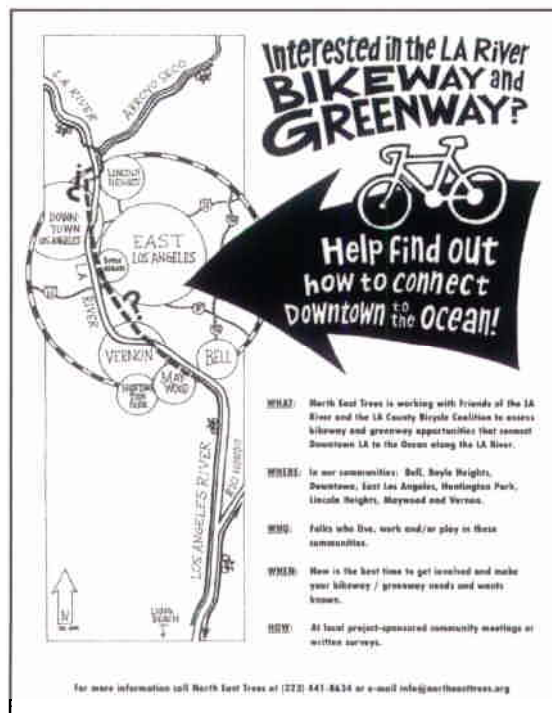 Interested in the LA River
BIKEWAY and
GREENWAY?
Help find out
how to connect
Downtown to
the ocean!
LA RIVER
ARROYO SECO
LINCOLN
HEIGHTS
DOWN-
TOWN
LOS ANGELES
EAST
LOS ANGELES
BOYLE
HEIGHTS
LA RIVER
VERNON
MAY
WOOD
BELL
LOS ANGELES RIVER
RIO HONDO
N
LONG
BEACH
WHAT: North East Trees is working with Friends of the LA
River and the LA County Bicycle Coalition to assess
bikeway and greenway opportunities that connect
Downtown LA to the Ocean along the LA River.
WHERE: In our communities: Bell, Boyle Heights,
Downtown, East Los Angeles, Huntington Park,
Lincoln Heights, Maywood and Vernon.
WHO: Folks who live, work and/or play in these
communities.
WHEN: Now is the best time to get involved and make
your bikeway / greenway needs and wants
known.
HOW: At local project-sponsored community meetings or
written surveys.
For more information call North East Trees at (323) 441-8634 or e-mail info@northeasttrees.org